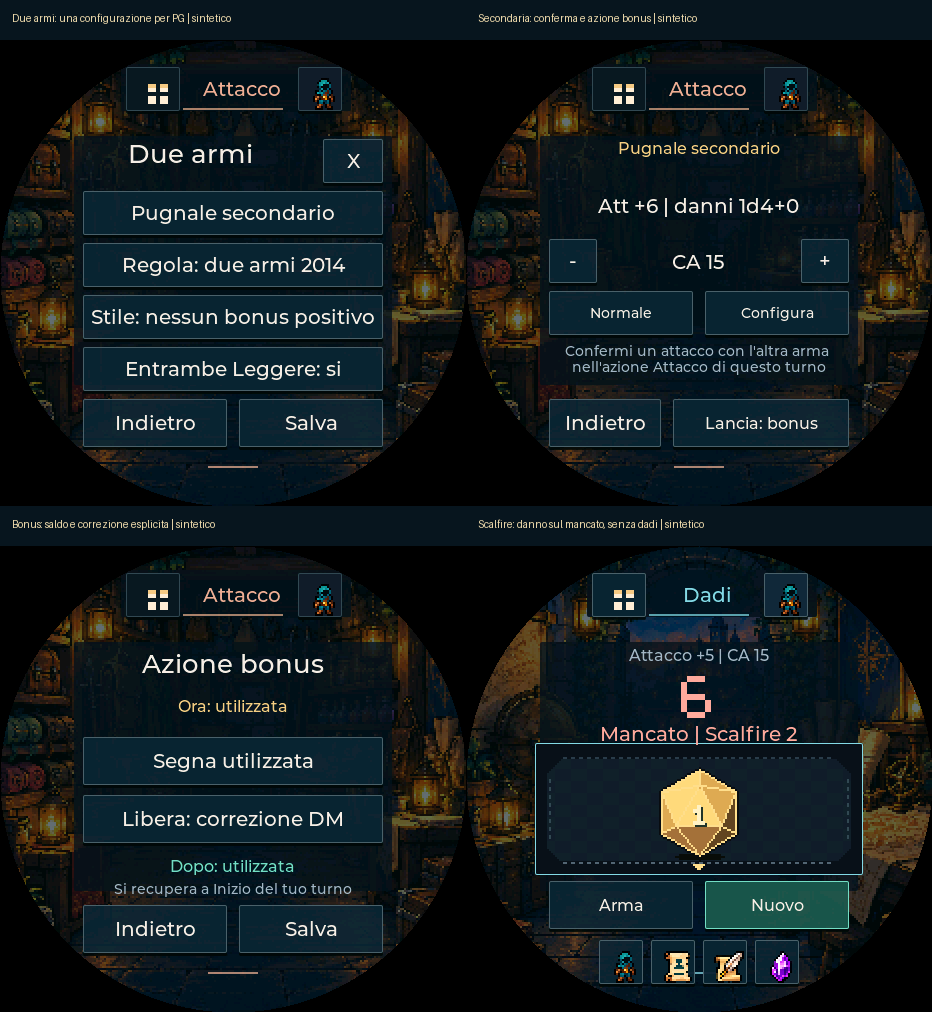 Due armi: una configurazione per PG | sintetico
Attacco
Due armi
X
Pugnale secondario
Regola: due armi 2014
Stile: nessun bonus positivo
Entrambe Leggere: si
Indietro
Salva
Secondaria: conferma e azione bonus | sintetico
Attacco
Pugnale secondario
Att +6 | danni 1d4+0
-
CA 15
+
Normale
Configura
Confermi un attacco con l'altra arma
nell'azione Attacco di questo turno
Indietro
Lancia: bonus
Bonus: saldo e correzione esplicita | sintetico
Attacco
Azione bonus
Ora: utilizzata
Segna utilizzata
Libera: correzione DM
Dopo: utilizzata
Si recupera a Inizio del tuo turno
Indietro
Salva
Scalfire: danno sul mancato, senza dadi | sintetico
Dadi
Attacco +5 | CA 15
6
Mancato | Scalfire 2
1
Arma
Nuovo